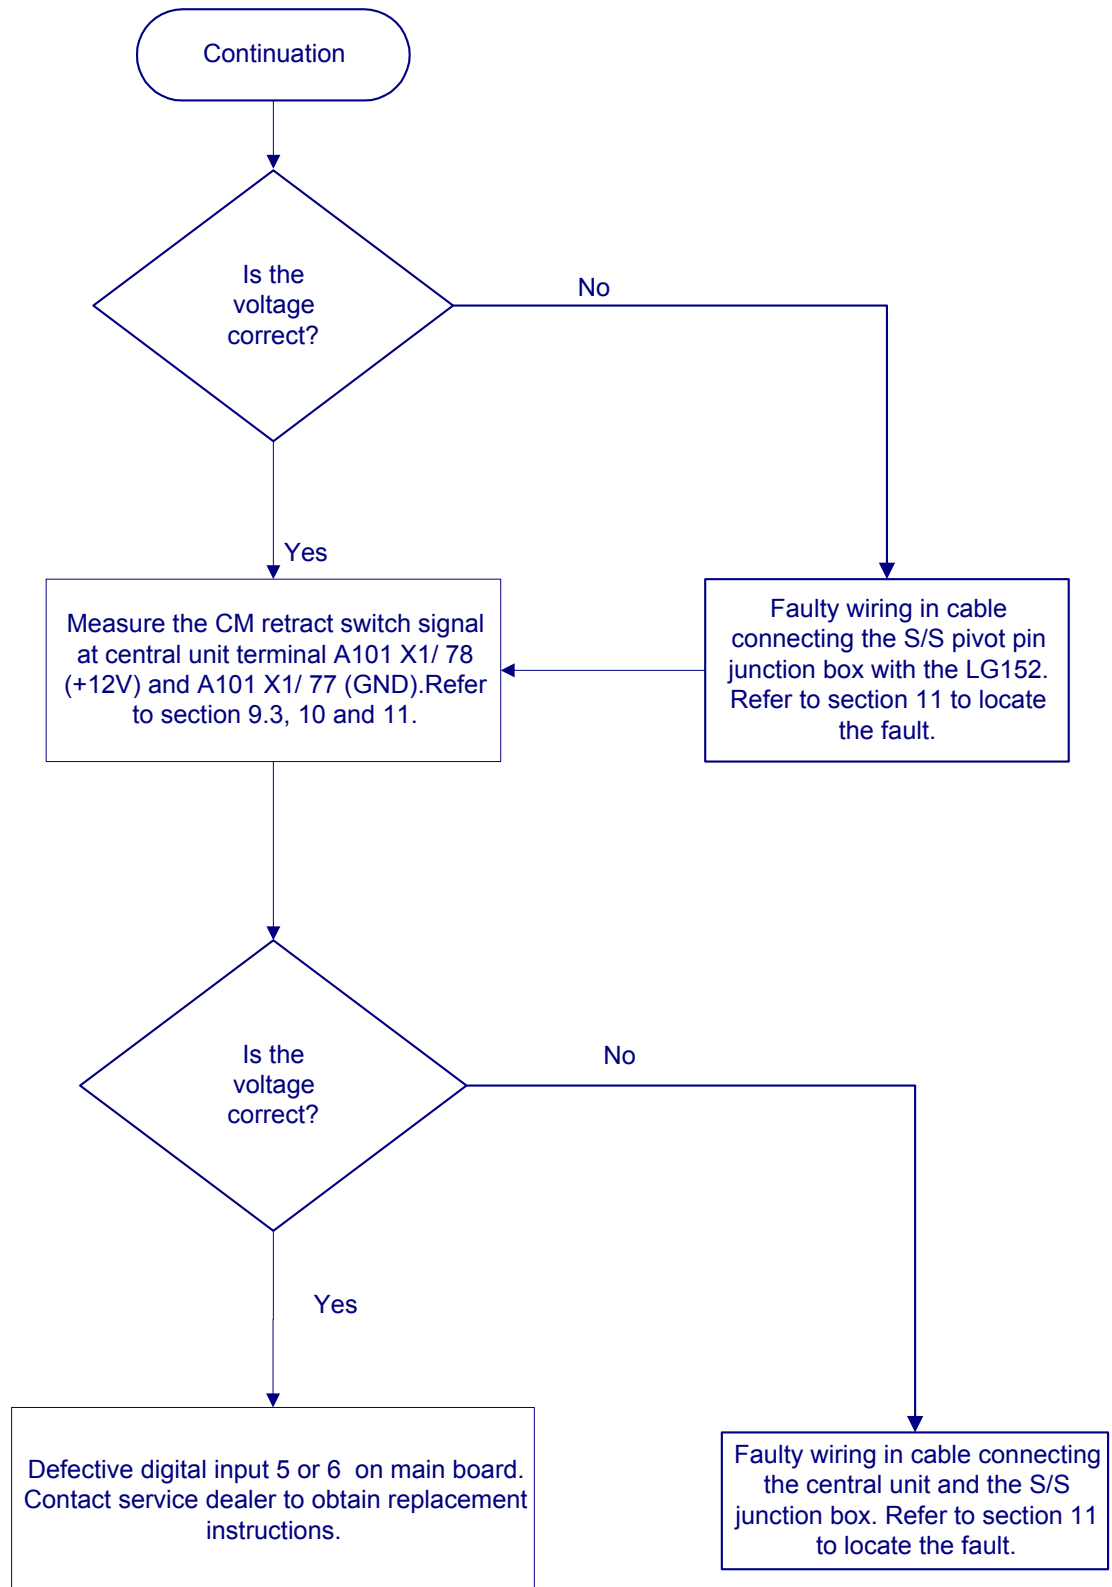 Continuation
Is the
voltage
correct?
No
Yes
Measure the CM retract switch signal
at central unit terminal A101 X1/ 78
(+12V) and A101 X1/ 77 (GND).Refer
to section 9.3, 10 and 11.
Faulty wiring in cable
connecting the S/S pivot pin
junction box with the LG152.
Refer to section 11 to locate
the fault.
Is the
voltage
correct?
No
Yes
Defective digital input 5 or 6  on main board.
Contact service dealer to obtain replacement
instructions.
Faulty wiring in cable connecting
the central unit and the S/S
junction box. Refer to section 11
to locate the fault.